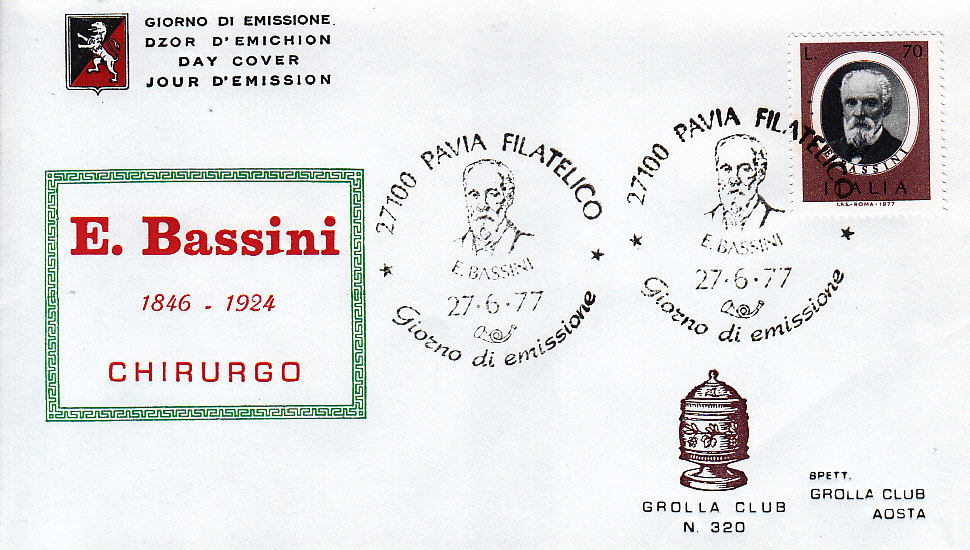 GIORNO DI EMISSIONE.
DZOR D'EMICHION
DAY COVER
JOUR D'EMISSION
E. Bassini
1846 - 1924
CHIRURGO
27100 PAVIA FILATELICO
E. BASSINI
27·6·77
Giorno di emissione
27100 PAVIA FILATELICO
E. BASSINI
27·6·77
Giorno di emissione
L. 70
E. BASSINI
ITALIA
I.P.S.-ROMA-1977
GROLLA CLUB
N. 320
SPETT.
GROLLA CLUB
AOSTA